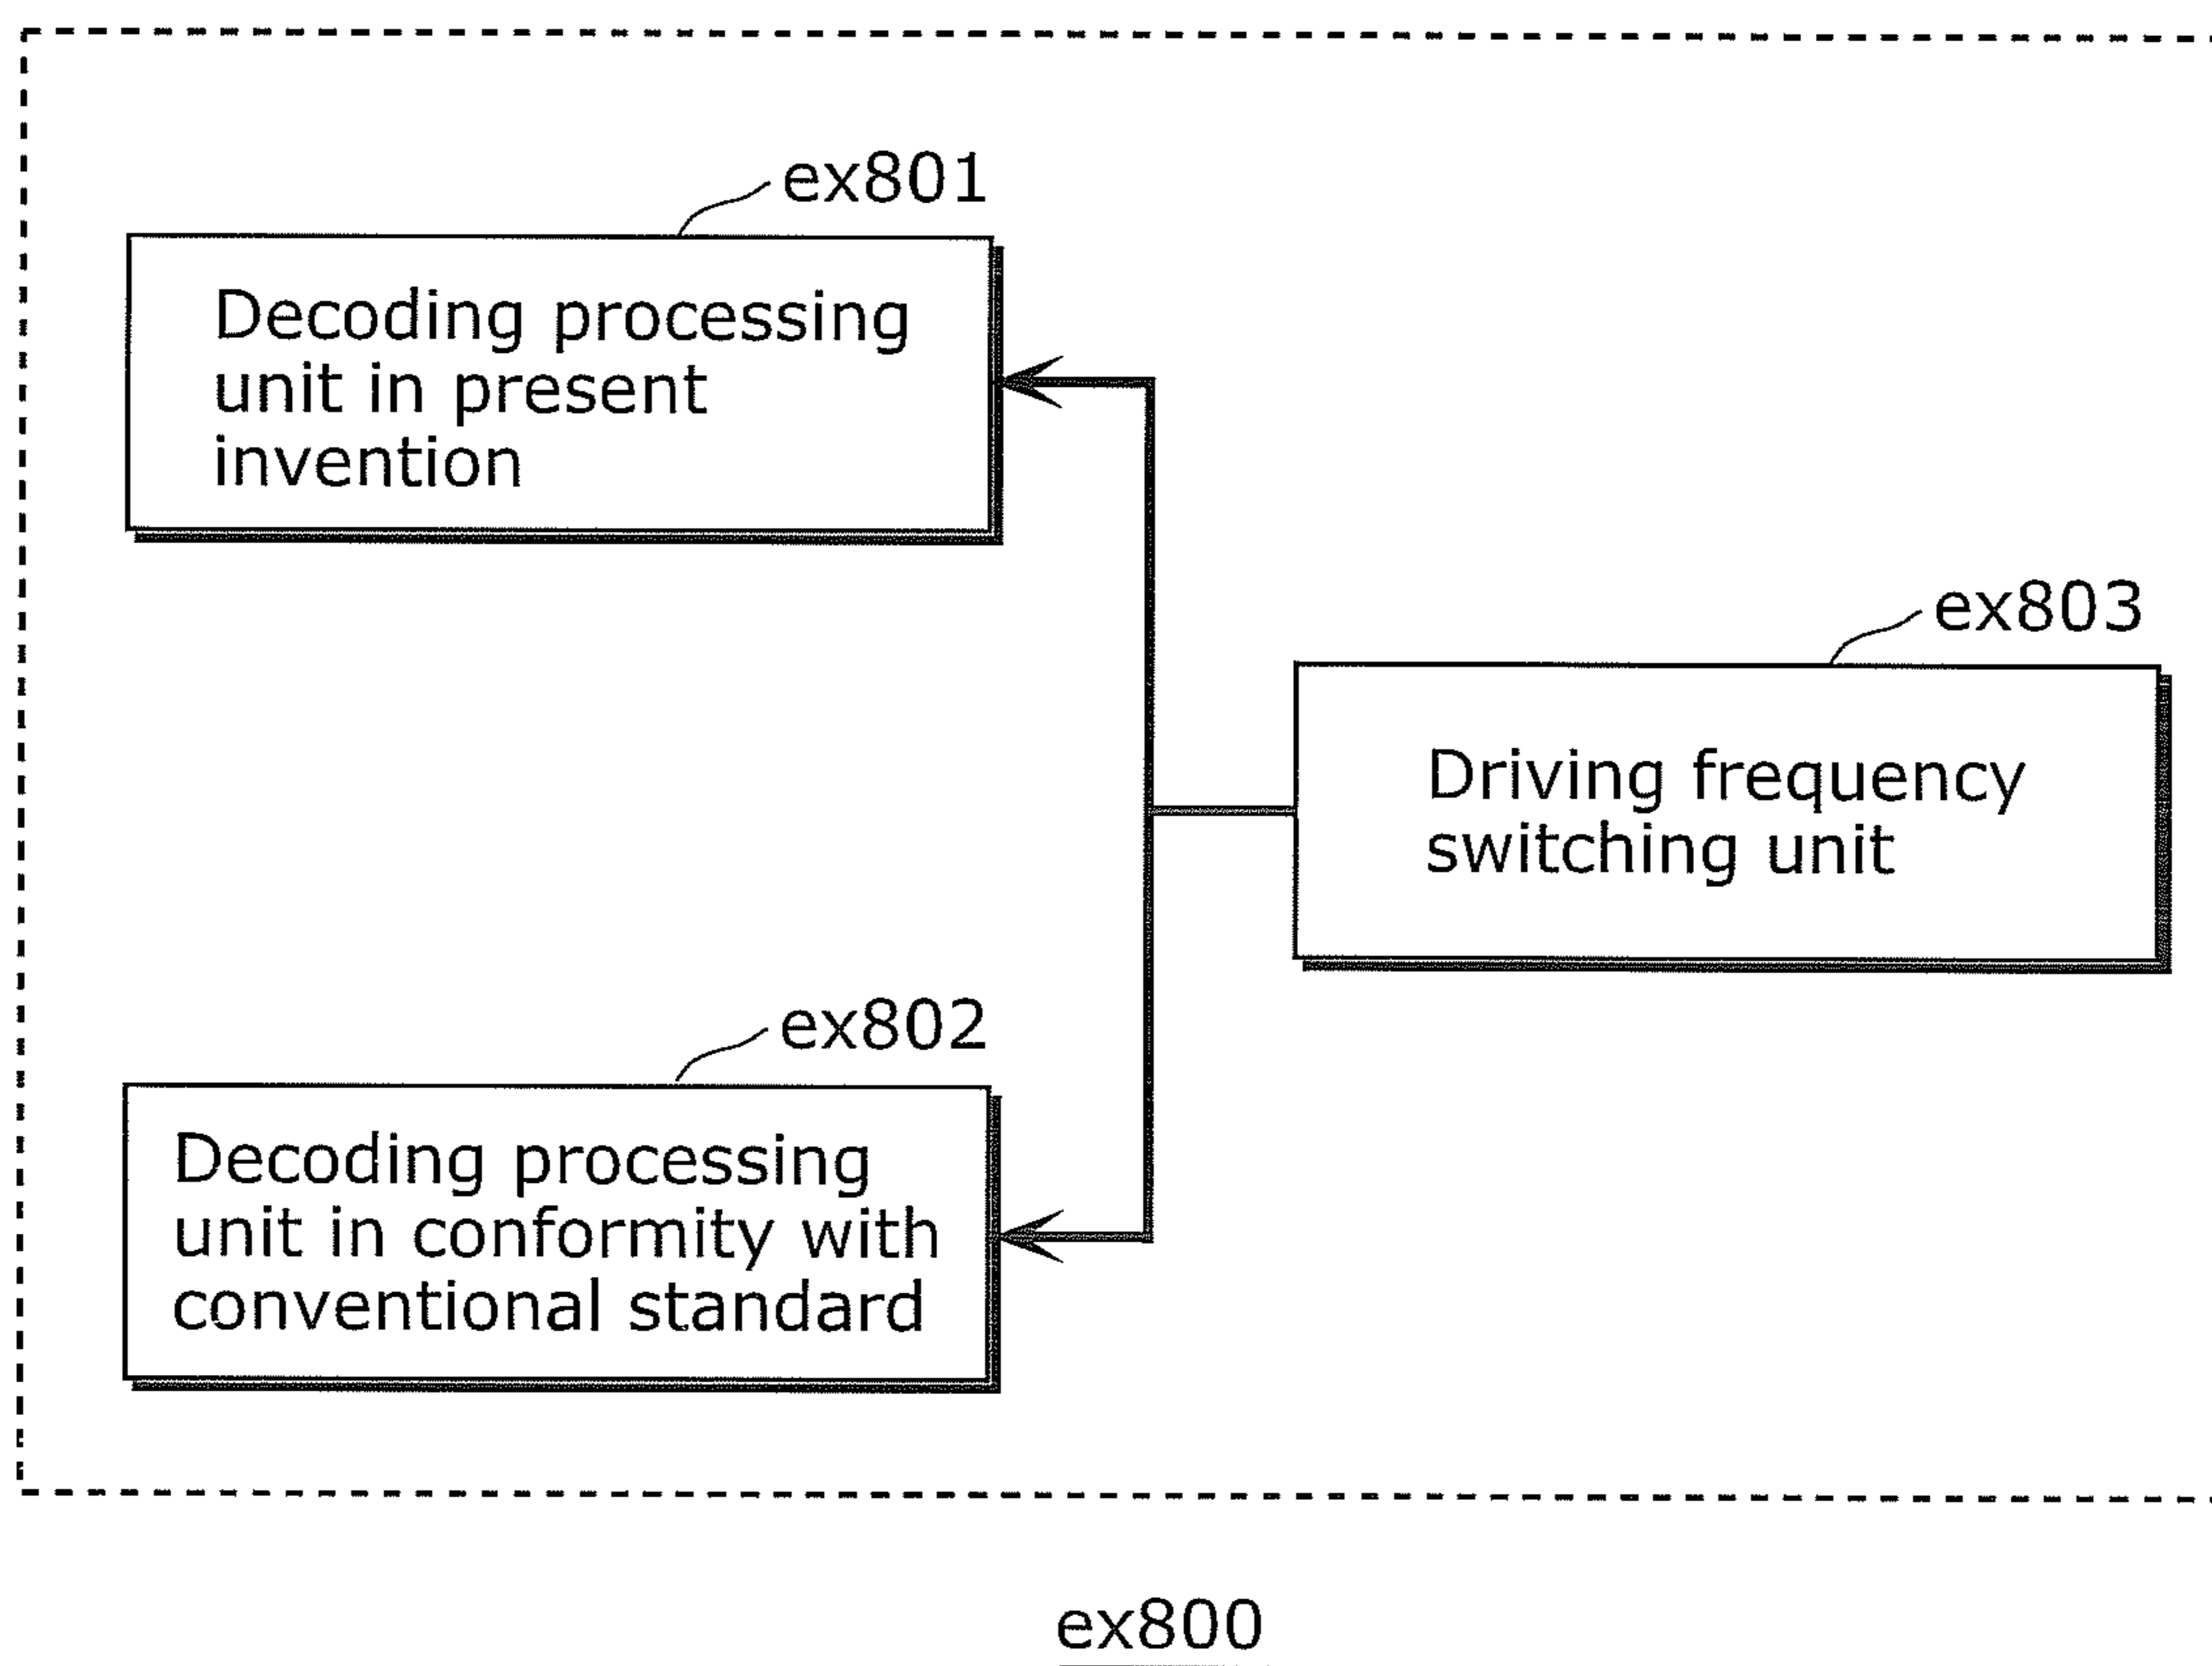 ex801
Decoding processing
unit in present
invention
ex803
Driving frequency
switching unit
ex802
Decoding processing
unit in conformity with
conventional standard
ex800